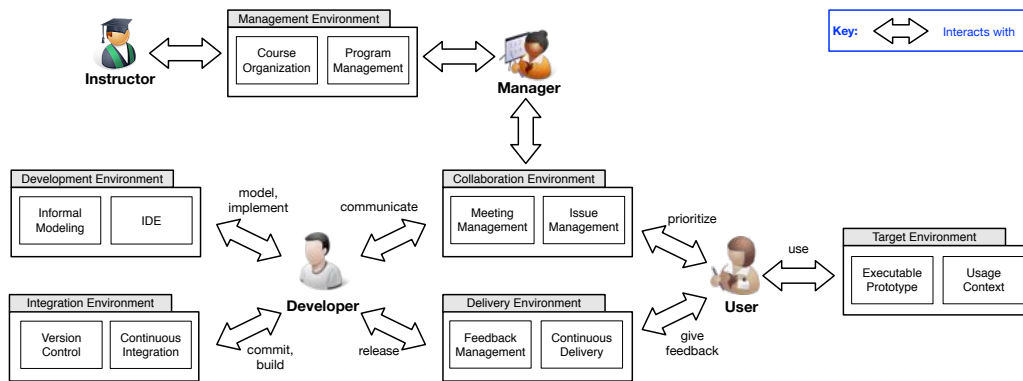 Management Environment
Course
Organization
Program
Management
Instructor
Manager
Key:
Interacts with
Development Environment
Informal
Modeling
IDE
model,
implement
communicate
Collaboration Environment
Meeting
Management
Issue
Management
prioritize
Developer
User
use
Target Environment
Executable
Prototype
Usage
Context
Integration Environment
Version
Control
Continuous
Integration
commit,
build
release
Delivery Environment
Feedback
Management
Continuous
Delivery
give
feedback